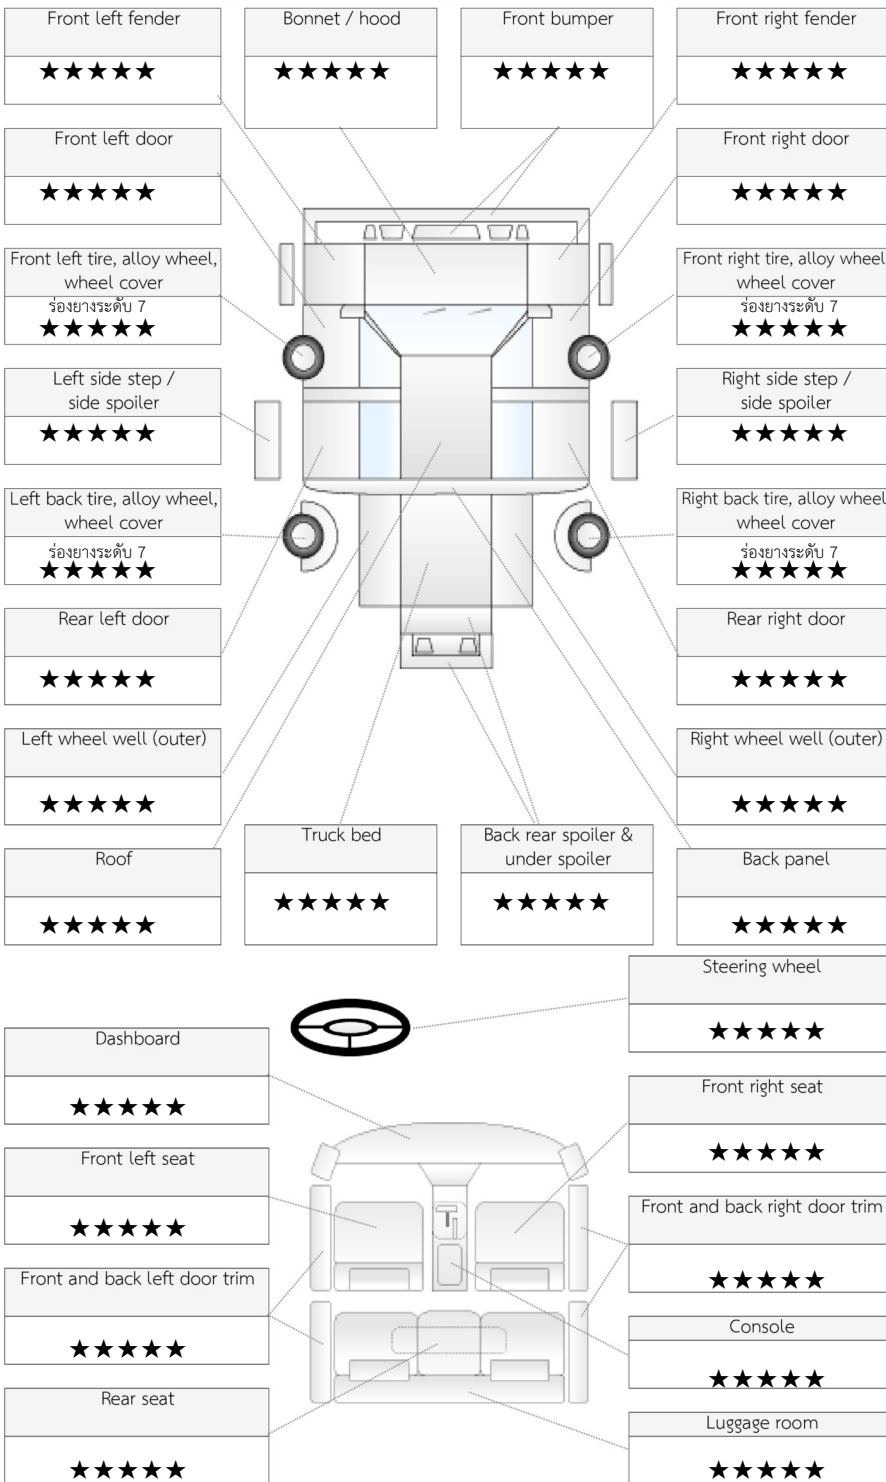 Front left fender
★★★★★
Bonnet / hood
★★★★★
Front bumper
★★★★★
Front right fender
★★★★★
Front left door
★★★★★
Front right door
★★★★★
Front left tire, alloy wheel,
wheel cover
ร่องยางระดับ 7
★★★★★
Front right tire, alloy wheel
wheel cover
ร่องยางระดับ 7
★★★★★
Left side step /
side spoiler
★★★★★
Right side step /
side spoiler
★★★★★
Left back tire, alloy wheel,
wheel cover
ร่องยางระดับ 7
★★★★★
Right back tire, alloy wheel
wheel cover
ร่องยางระดับ 7
★★★★★
Rear left door
★★★★★
Rear right door
★★★★★
Left wheel well (outer)
★★★★★
Right wheel well (outer)
★★★★★
Roof
★★★★★
Truck bed
★★★★★
Back rear spoiler &
under spoiler
★★★★★
Back panel
★★★★★
Steering wheel
★★★★★
Dashboard
★★★★★
Front right seat
★★★★★
Front left seat
★★★★★
Front and back right door trim
★★★★★
Front and back left door trim
★★★★★
Console
★★★★★
Rear seat
★★★★★
Luggage room
★★★★★